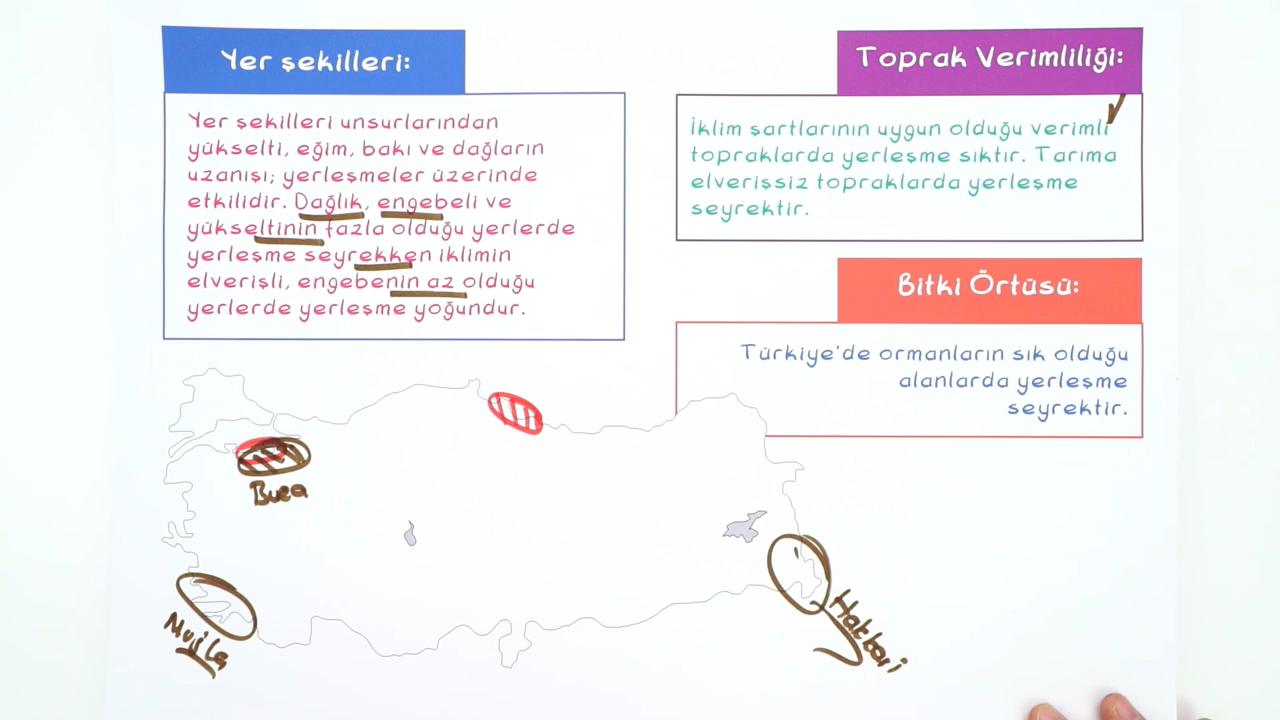 Yer şekilleri:
Yer şekilleri unsurlarından
yükselti, eğim, bakı ve dağların
uzanışı; yerleşmeler üzerinde
etkilidir. Dağlık, engebeli ve
yükseltinin fazla olduğu yerlerde
yerleşme seyrekken iklimin
elverişli, engebenin az olduğu
yerlerde yerleşme yoğundur.
Toprak Verimliliği:
İklim şartlarının uygun olduğu verimli
topraklarda yerleşme sıktır. Tarıma
elverişsiz topraklarda yerleşme
seyrektir.
Bitki Örtüsü:
Türkiye'de ormanların sık olduğu
alanlarda yerleşme
seyrektir.
Muğla
Hakkari